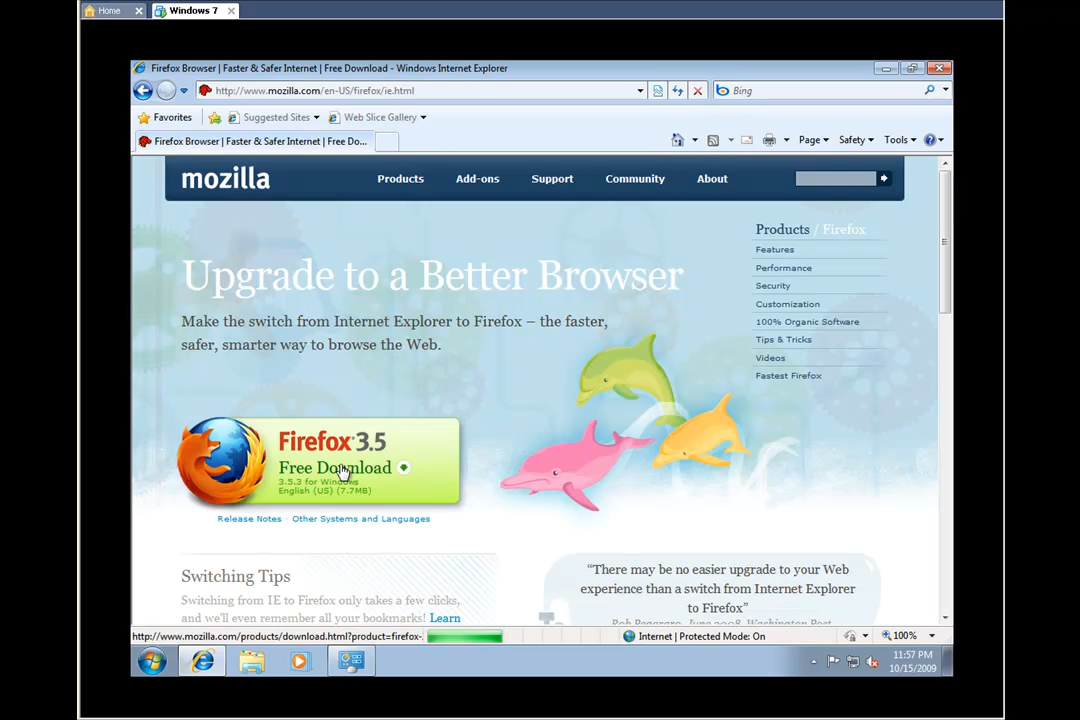 Home
Windows 7
Firefox Browser | Faster & Safer Internet | Free Download - Windows Internet Explorer
http://www.mozilla.com/en-US/firefox/ie.html
Bing
Favorites
Suggested Sites
Web Slice Gallery
Firefox Browser | Faster & Safer Internet | Free Do...
Page
Safety
Tools
mozilla
Products
Add-ons
Support
Community
About
Products / Firefox
Features
Performance
Security
Customization
100% Organic Software
Tips & Tricks
Videos
Fastest Firefox
Upgrade to a Better Browser
Make the switch from Internet Explorer to Firefox – the faster,
safer, smarter way to browse the Web.
Firefox 3.5
Free Download
3.5.3 for Windows
English (US) (7.7MB)
Release Notes
Other Systems and Languages
Switching Tips
Switching from IE to Firefox only takes a few clicks,
and we'll even remember all your bookmarks! Learn
“There may be no easier upgrade to your Web
experience than a switch from Internet Explorer
to Firefox”
http://www.mozilla.com/products/download.html?product=firefox-
Internet | Protected Mode: On
100%
11:57 PM
10/15/2009